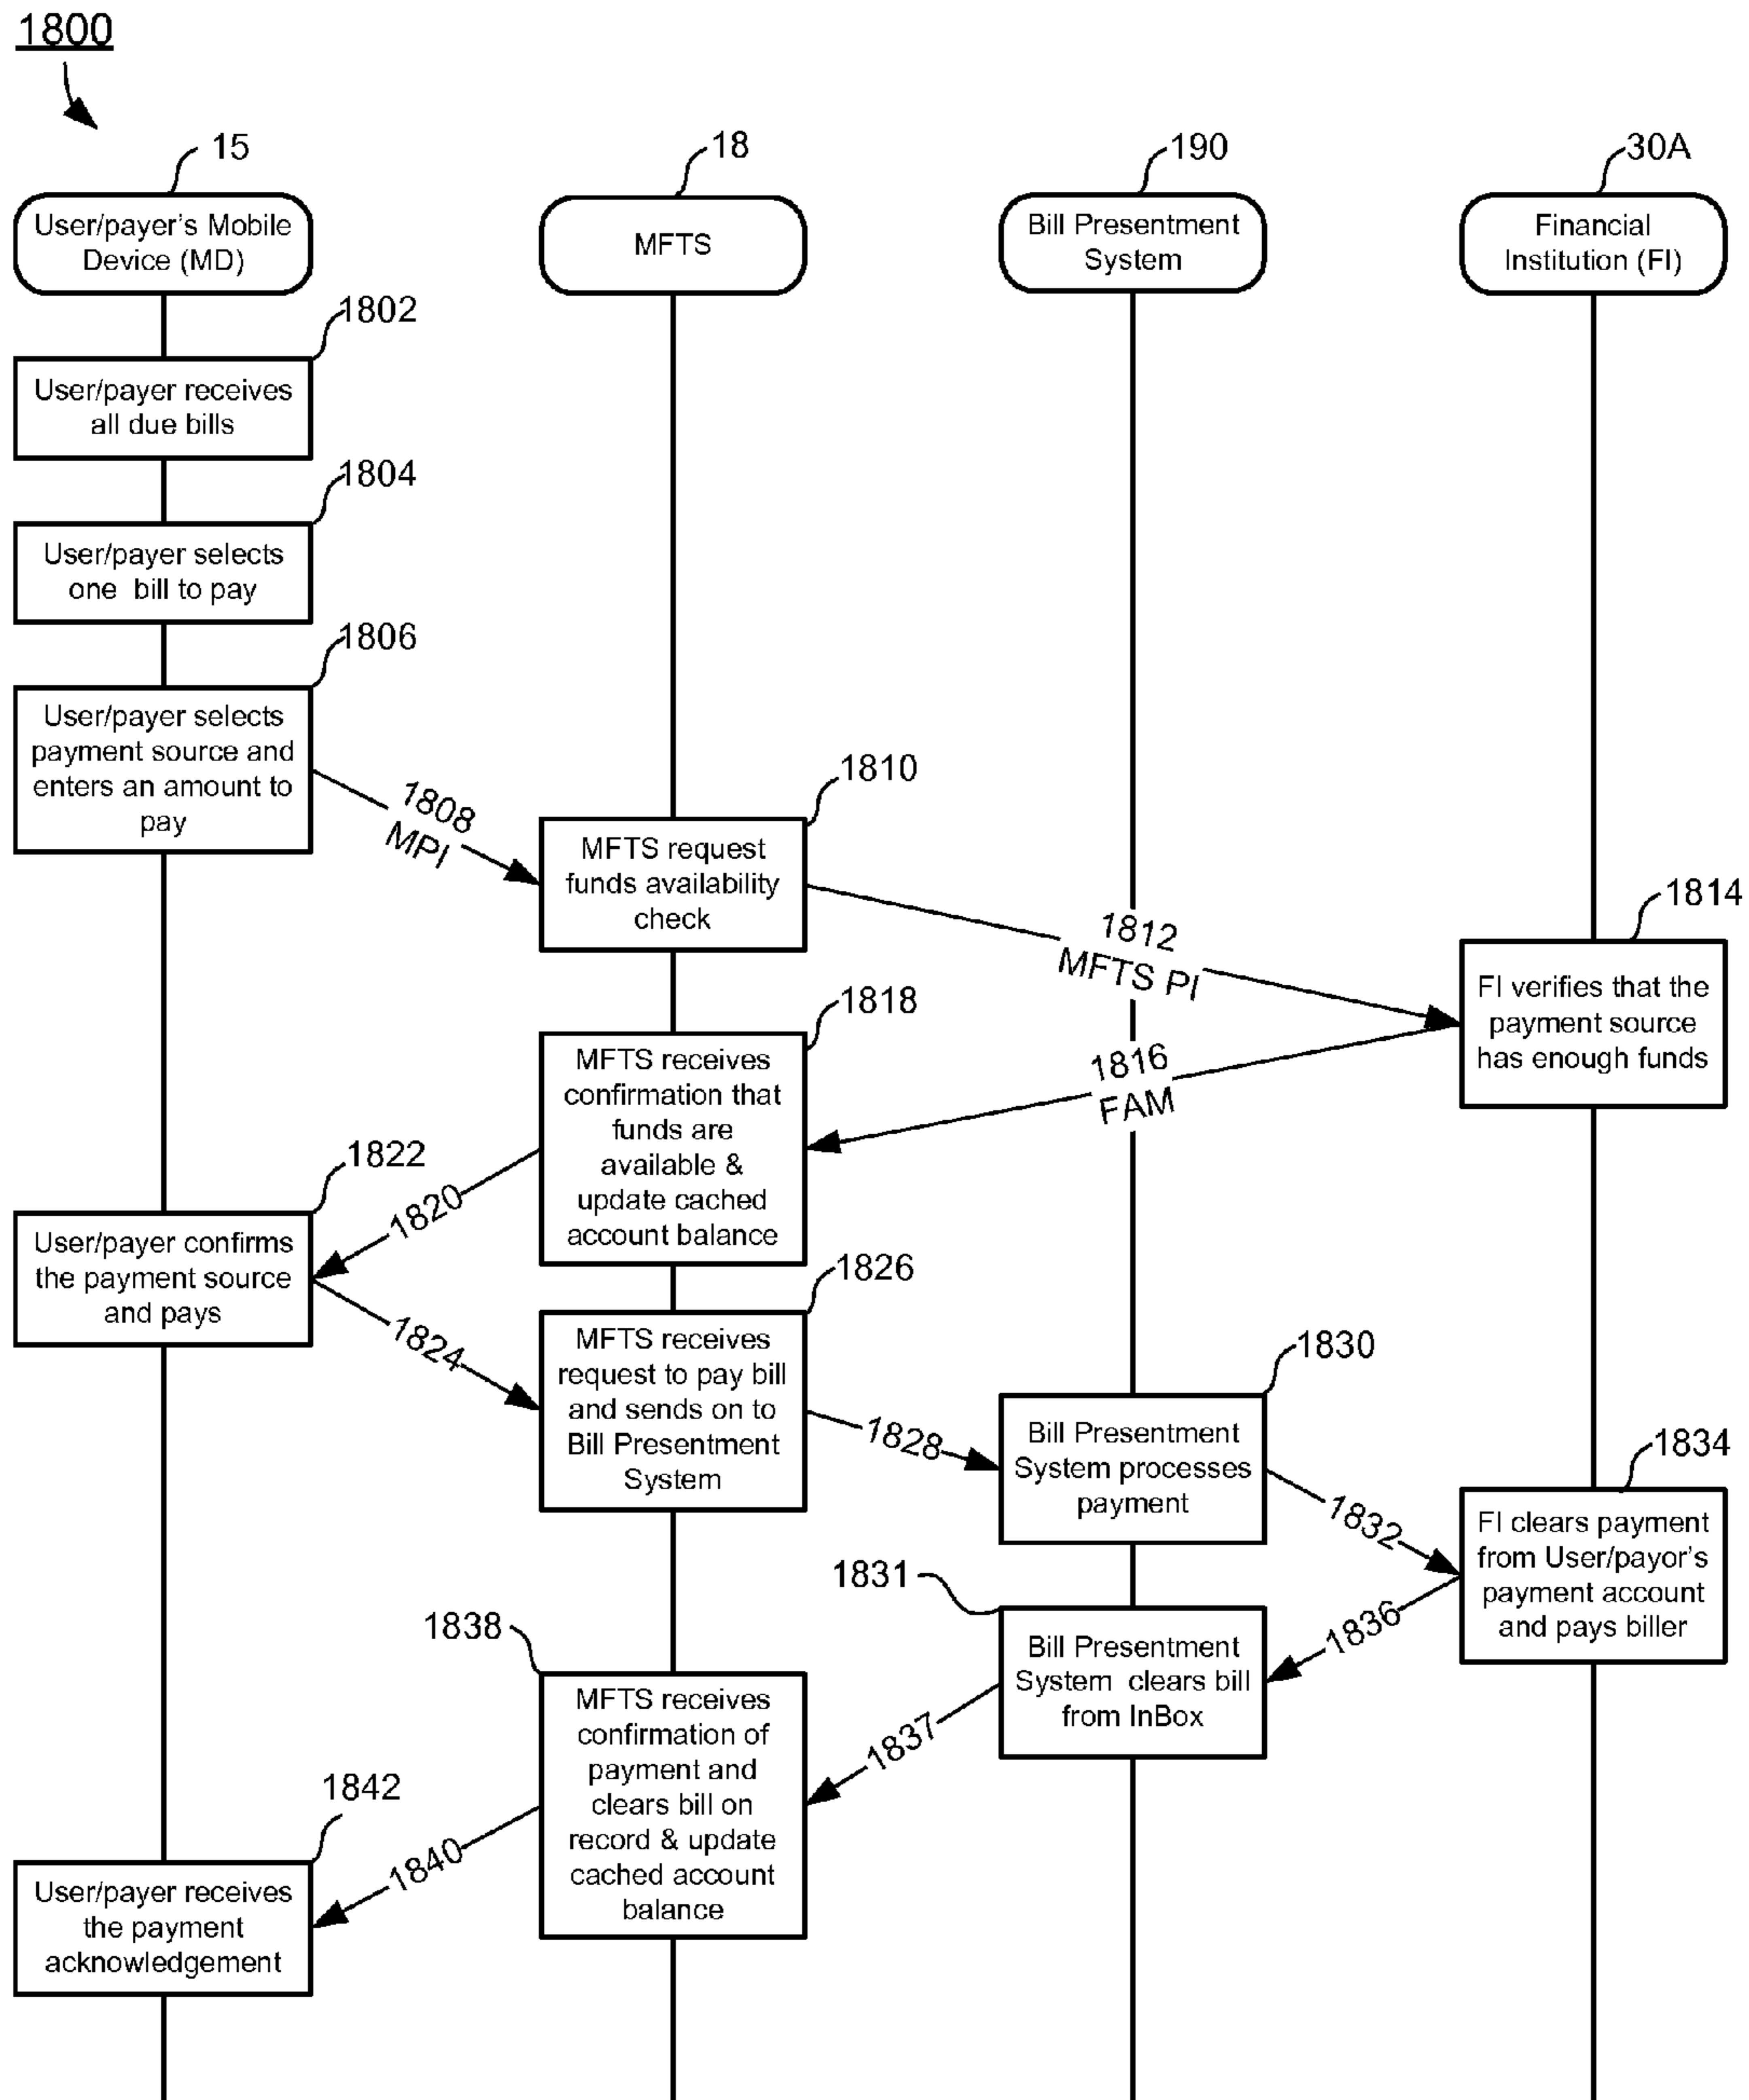 1800
15
18
190
30A
User/payer's Mobile
Device (MD)
MFTS
Bill Presentment
System
Financial
Institution (FI)
1802
User/payer receives
all due bills
1804
User/payer selects
one bill to pay
1806
User/payer selects
payment source and
enters an amount to
pay
1808
MPI
1810
MFTS request
funds availability
check
1812
MFTS PI
1814
FI verifies that the
payment source
has enough funds
1816
FAM
1818
MFTS receives
confirmation that
funds are
available &
update cached
account balance
1820
1822
User/payer confirms
the payment source
and pays
1824
1826
MFTS receives
request to pay bill
and sends on to
Bill Presentment
System
1828
1830
Bill Presentment
System processes
payment
1832
1834
FI clears payment
from User/payor's
payment account
and pays biller
1836
1831
Bill Presentment
System clears bill
from InBox
1837
1838
MFTS receives
confirmation of
payment and
clears bill on
record & update
cached account
balance
1840
1842
User/payer receives
the payment
acknowledgement